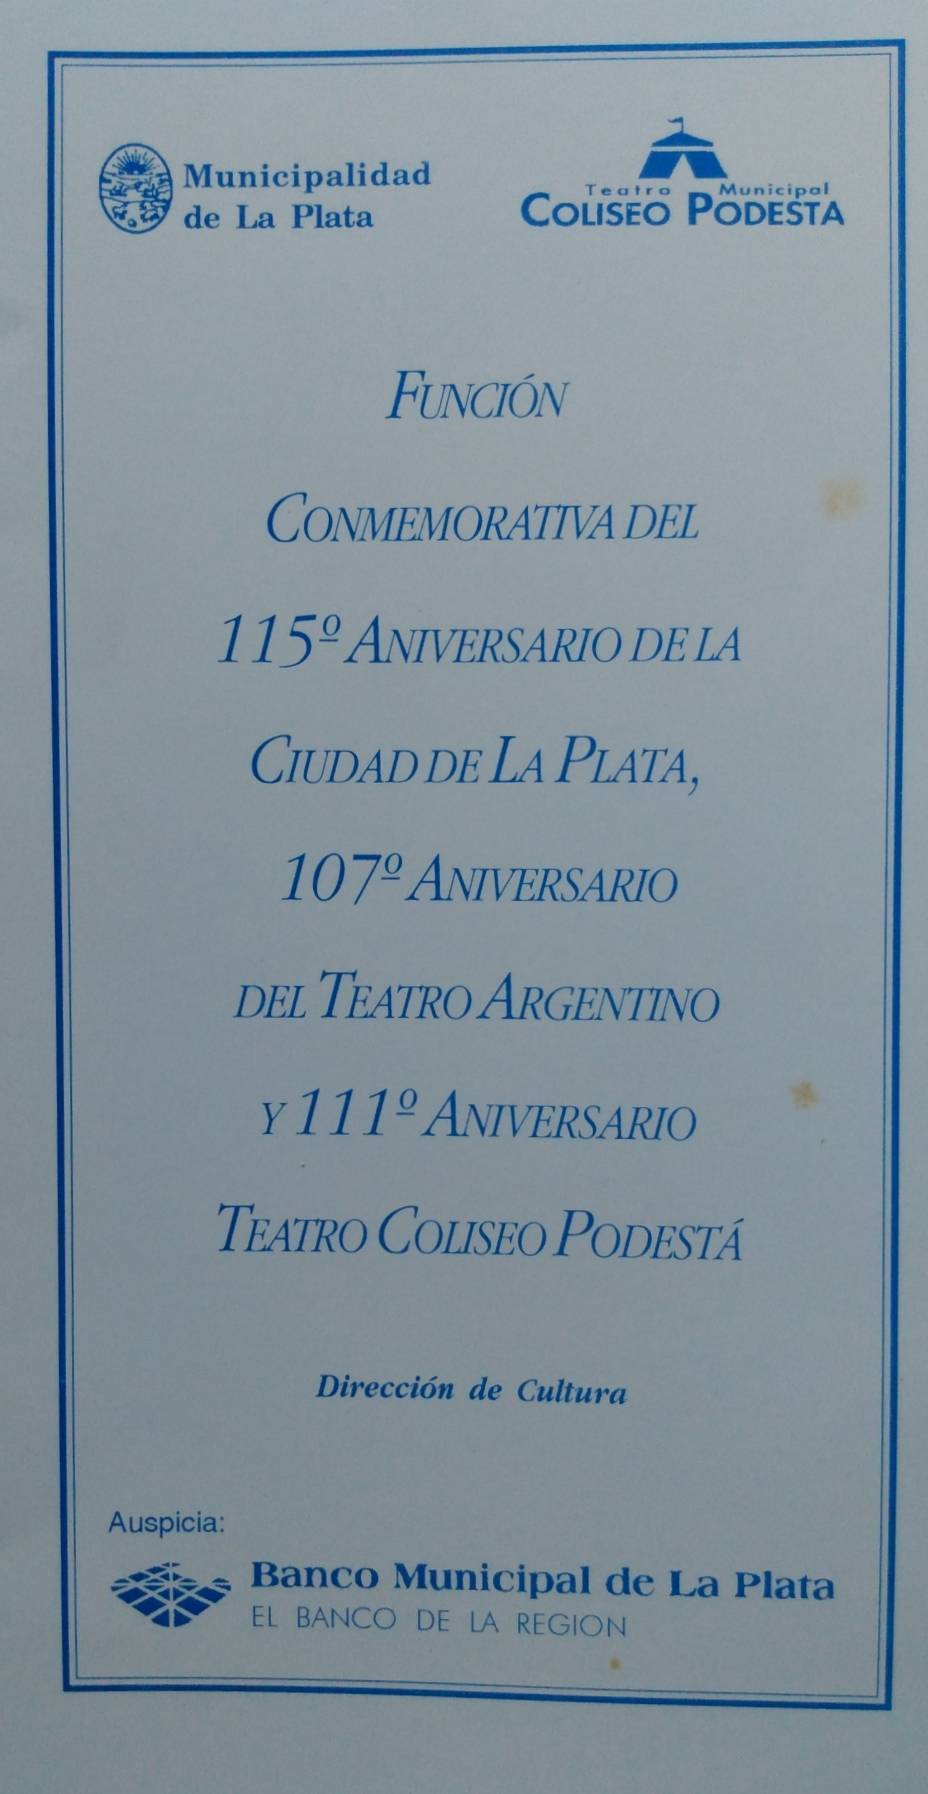 Municipalidad
de La Plata
Teatro Municipal
COLISEO PODESTA
FUNCIÓN
CONMEMORATIVA DEL
115º ANIVERSARIO DE LA
CIUDAD DE LA PLATA,
107º ANIVERSARIO
DEL TEATRO ARGENTINO
Y 111º ANIVERSARIO
TEATRO COLISEO PODESTÁ
Dirección de Cultura
Auspicia:
Banco Municipal de La Plata
EL BANCO DE LA REGION